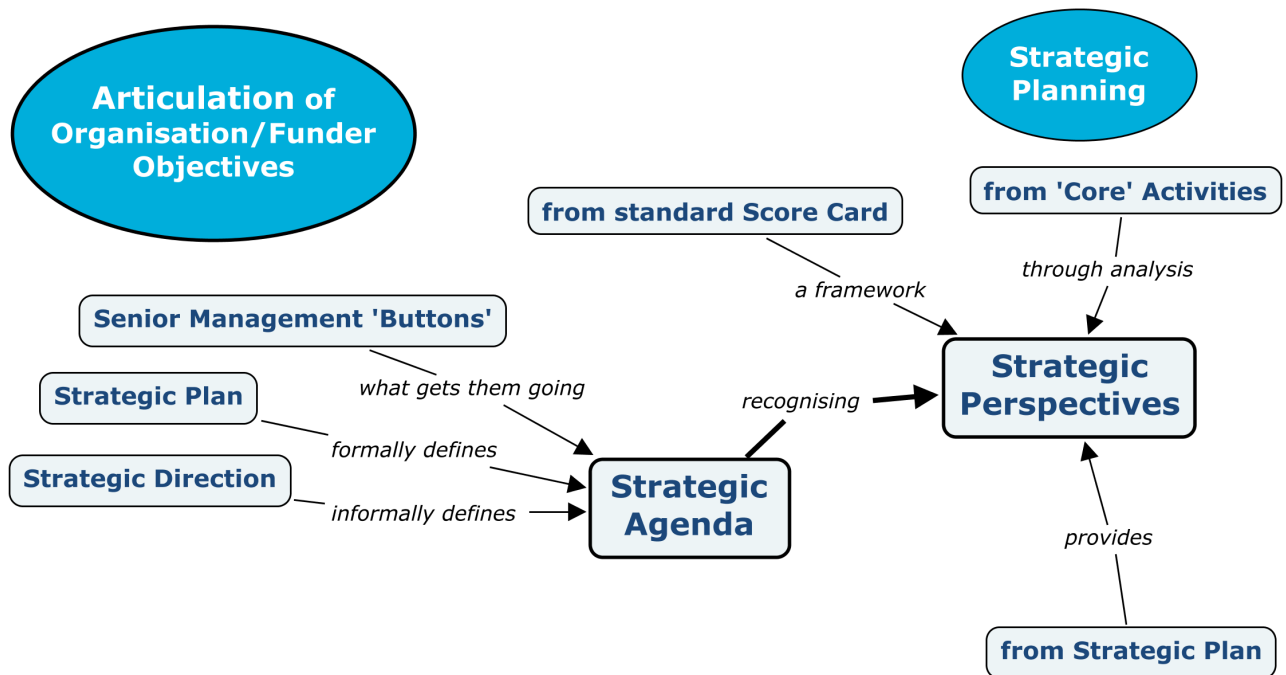 Articulation of
Organisation/Funder
Objectives
Strategic
Planning
from standard Score Card
from 'Core' Activities
a framework
through analysis
Senior Management 'Buttons'
what gets them going
Strategic Plan
formally defines
Strategic Direction
informally defines
Strategic
Agenda
recognising
Strategic
Perspectives
provides
from Strategic Plan